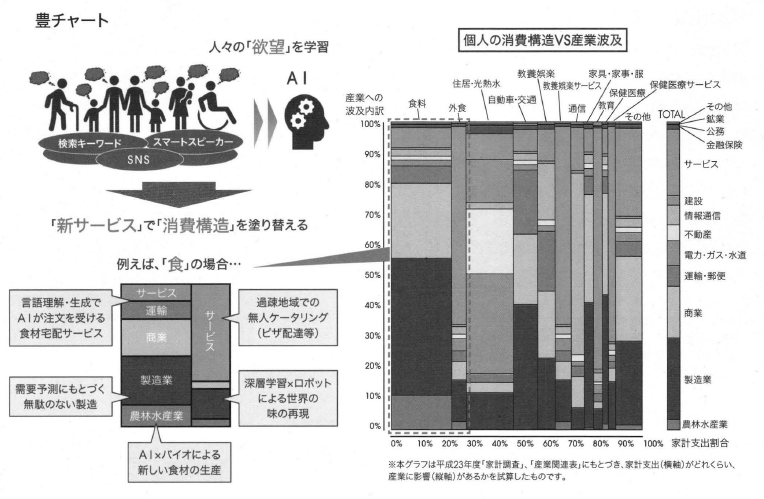 豊チャート
人々の「欲望」を学習
AI
検索キーワード
スマートスピーカー
SNS
「新サービス」で「消費構造」を塗り替える
例えば、「食」の場合…
言語理解・生成で
AIが注文を受ける
食材宅配サービス
需要予測にもとづく
無駄のない製造
サービス
運輸
商業
製造業
農林水産業
サービス
過疎地域での
無人ケータリング
(ピザ配達等)
深層学習×ロボット
による世界の
味の再現
AI×バイオによる
新しい食材の生産
個人の消費構造VS産業波及
産業への
波及内訳
食料
外食
住居・光熱水
自動車・交通
教養娯楽
教養娯楽サービス
通信
家具・家事・服
教育
保健医療
保健医療サービス
その他
TOTAL
100%
90%
80%
70%
60%
50%
40%
30%
20%
10%
0%
0%
10%
20%
30%
40%
50%
60%
70%
80%
90%
100%
家計支出割合
その他
鉱業
公務
金融保険
サービス
建設
情報通信
不動産
電力・ガス・水道
運輸・郵便
商業
製造業
農林水産業
※本グラフは平成23年度「家計調査」、「産業関連表」にもとづき、家計支出(横軸)がどれくらい、
産業に影響(縦軸)があるかを試算したものです。